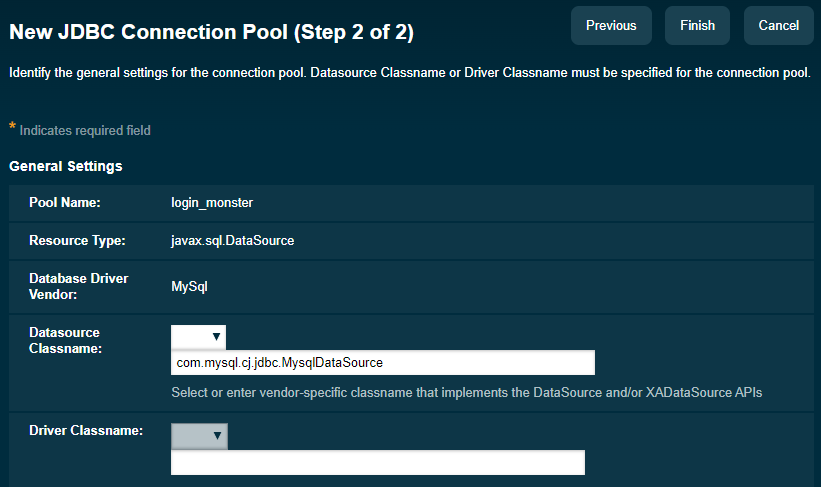 New JDBC Connection Pool (Step 2 of 2)
Previous
Finish
Cancel
Identify the general settings for the connection pool. Datasource Classname or Driver Classname must be specified for the connection pool.
* Indicates required field
General Settings
Pool Name: login_monster
Resource Type: javax.sql.DataSource
Database Driver
Vendor:
MySql
Datasource
Classname:
com.mysql.cj.jdbc.MysqlDataSource
Select or enter vendor-specific classname that implements the DataSource and/or XADataSource APIs
Driver Classname: